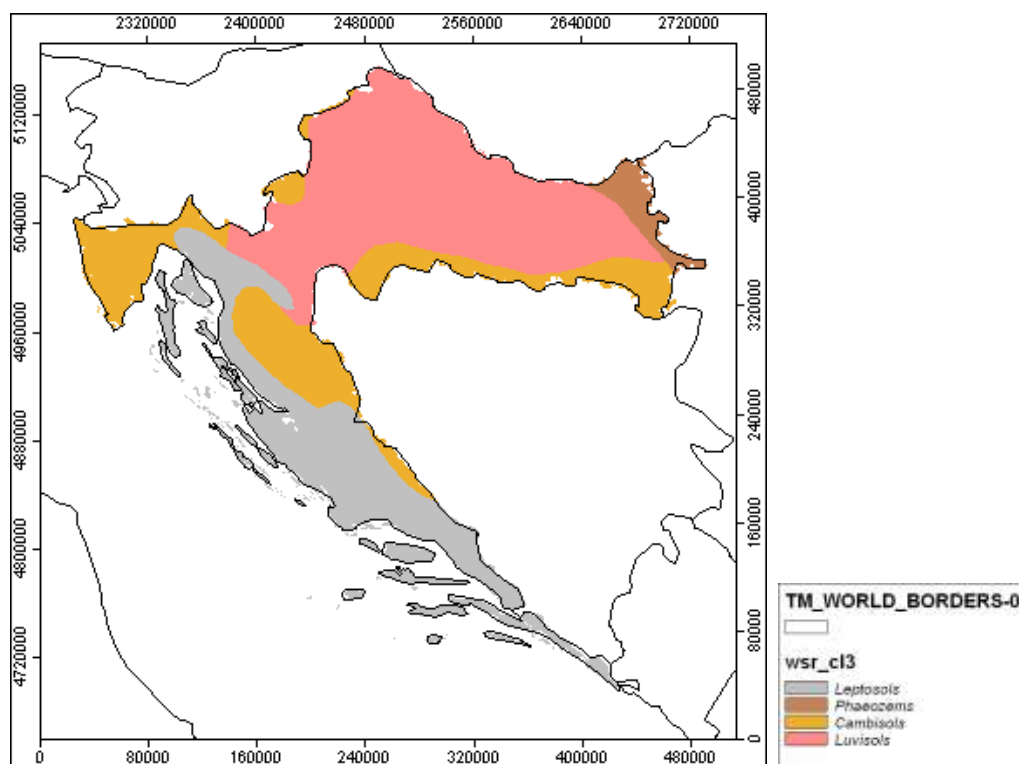 2320000 2400000 2480000 2560000 2640000 2720000
5120000
5040000
4960000
4880000
4800000
4720000
480000
400000
320000
240000
160000
80000
0
0 80000 160000 240000 320000 400000 480000
TM_WORLD_BORDERS-0
wsr_cl3
Leptosols
Phaeozems
Cambisols
Luvisols